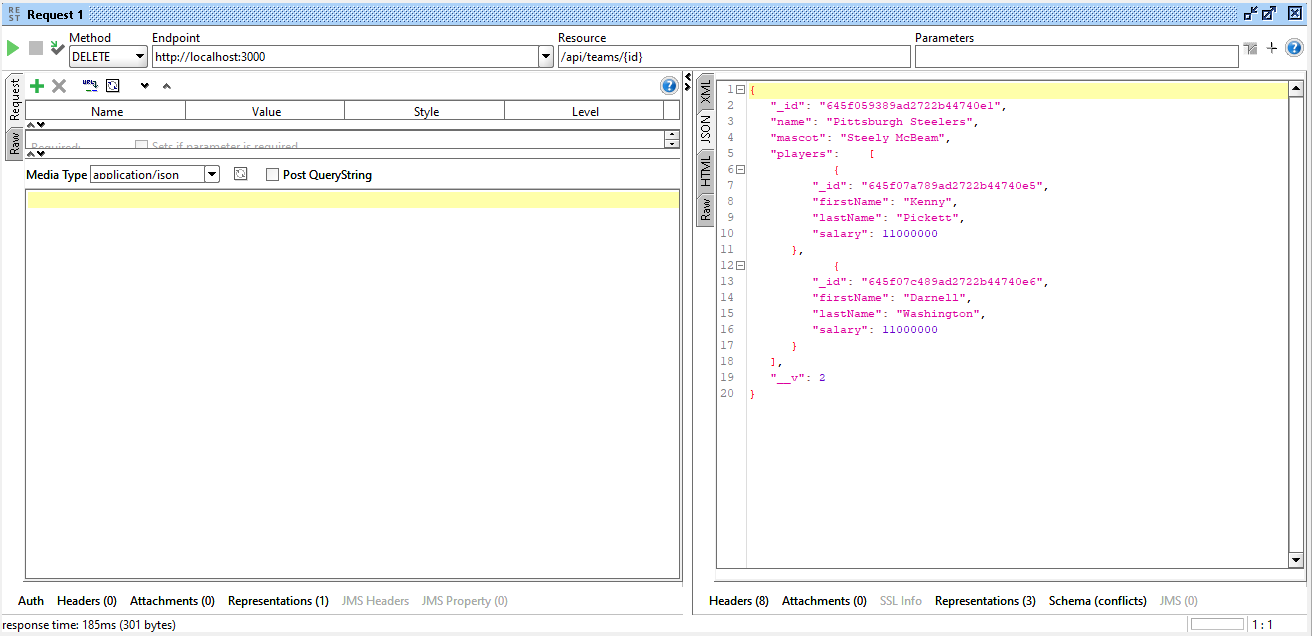 RE ST Request 1
Method Endpoint Resource Parameters
DELETE http://localhost:3000 /api/teams/{id}
Request
Raw
Name Value Style Level
Required: Sets if parameter is required
Media Type application/json Post QueryString
XML
JSON
HTML
Raw
1 {
2 "_id": "645f059389ad2722b44740e1",
3 "name": "Pittsburgh Steelers",
4 "mascot": "Steely McBeam",
5 "players": [
6 {
7 "_id": "645f07a789ad2722b44740e5",
8 "firstName": "Kenny",
9 "lastName": "Pickett",
10 "salary": 11000000
11 },
12 {
13 "_id": "645f07c489ad2722b44740e6",
14 "firstName": "Darnell",
15 "lastName": "Washington",
16 "salary": 11000000
17 }
18 ],
19 "__v": 2
20 }
Auth Headers (0) Attachments (0) Representations (1) JMS Headers JMS Property (0)
Headers (8) Attachments (0) SSL Info Representations (3) Schema (conflicts) JMS (0)
response time: 185ms (301 bytes)
1 : 1